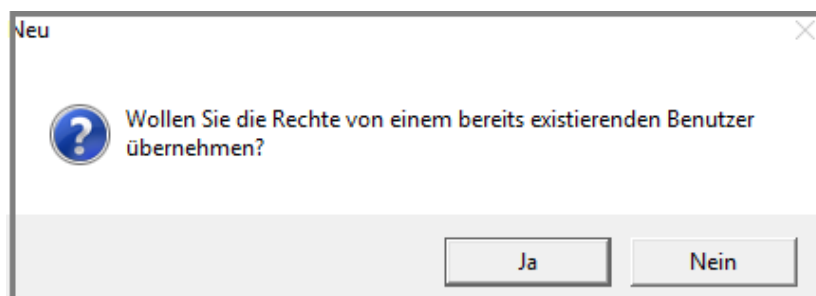 Neu
Wollen Sie die Rechte von einem bereits existierenden Benutzer
übernehmen?
Ja
Nein